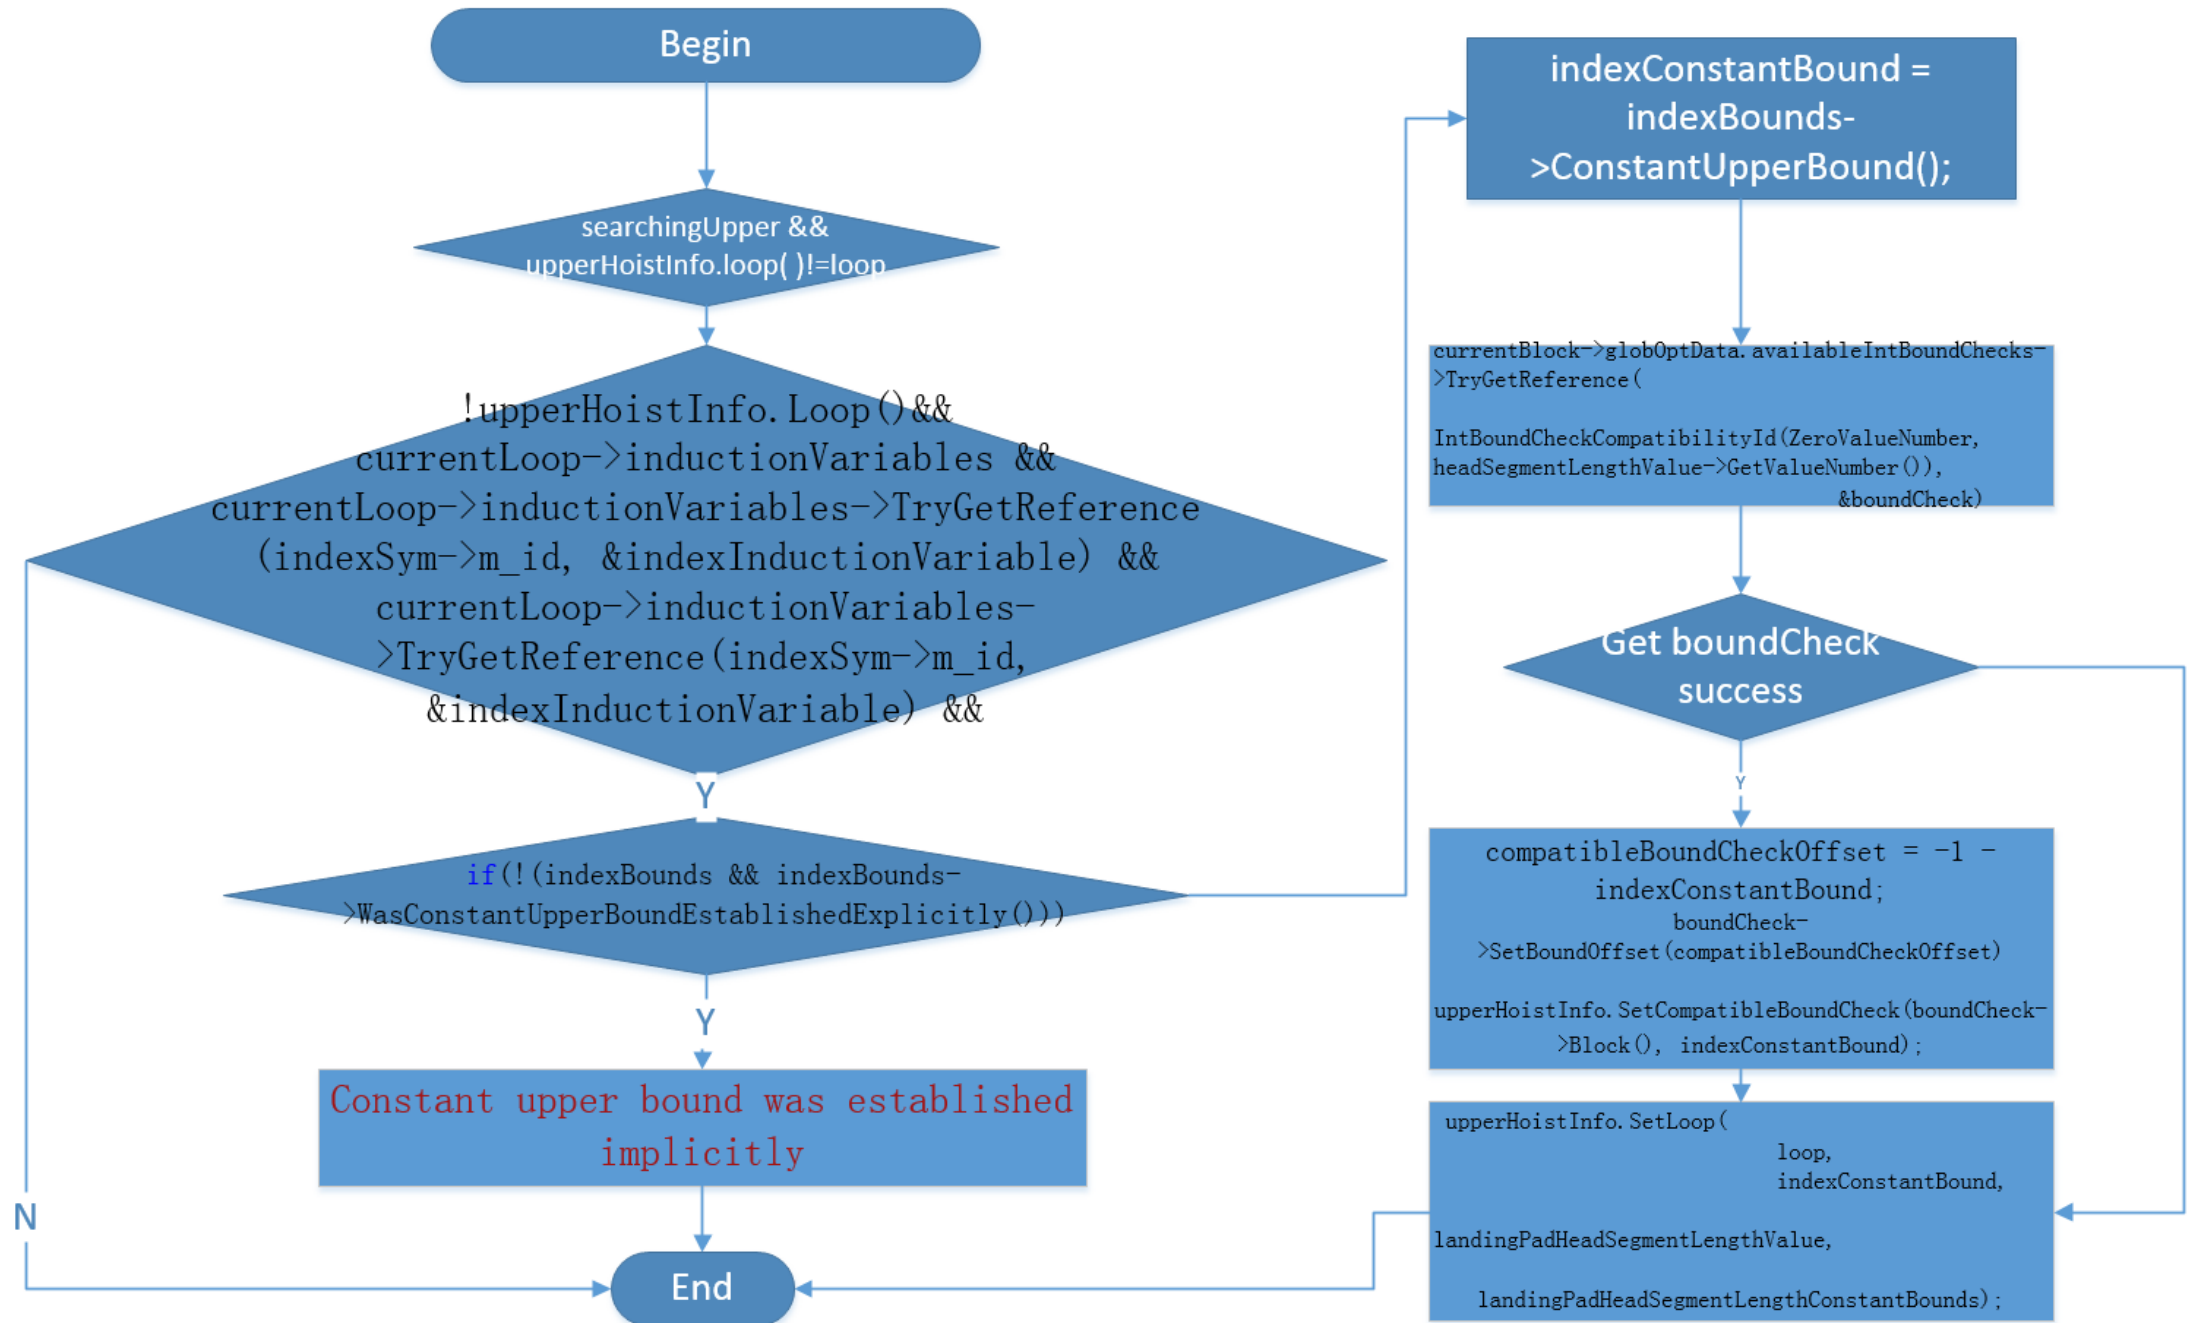 Begin
searchingUpper &&
upperHoistInfo.loop( )!=loop
!upperHoistInfo.Loop()&&
currentLoop->inductionVariables &&
currentLoop->inductionVariables->TryGetReference
(indexSym->m_id, &indexInductionVariable) &&
currentLoop->inductionVariables-
>TryGetReference(indexSym->m_id,
&indexInductionVariable) &&
Y
if(!(indexBounds && indexBounds-
>WasConstantUpperBoundEstablishedExplicitly()))
Y
Constant upper bound was established
implicitly
N
End
indexConstantBound =
indexBounds-
>ConstantUpperBound();
currentBlock->globOptData.availableIntBoundChecks-
>TryGetReference(
IntBoundCheckCompatibilityId(ZeroValueNumber,
headSegmentLengthValue->GetValueNumber()),
&boundCheck)
Get boundCheck
success
Y
compatibleBoundCheckOffset = -1 -
indexConstantBound;
boundCheck-
>SetBoundOffset(compatibleBoundCheckOffset)
upperHoistInfo.SetCompatibleBoundCheck(boundCheck-
>Block(), indexConstantBound);
upperHoistInfo.SetLoop(
loop,
indexConstantBound,
landingPadHeadSegmentLengthValue,
landingPadHeadSegmentLengthConstantBounds);